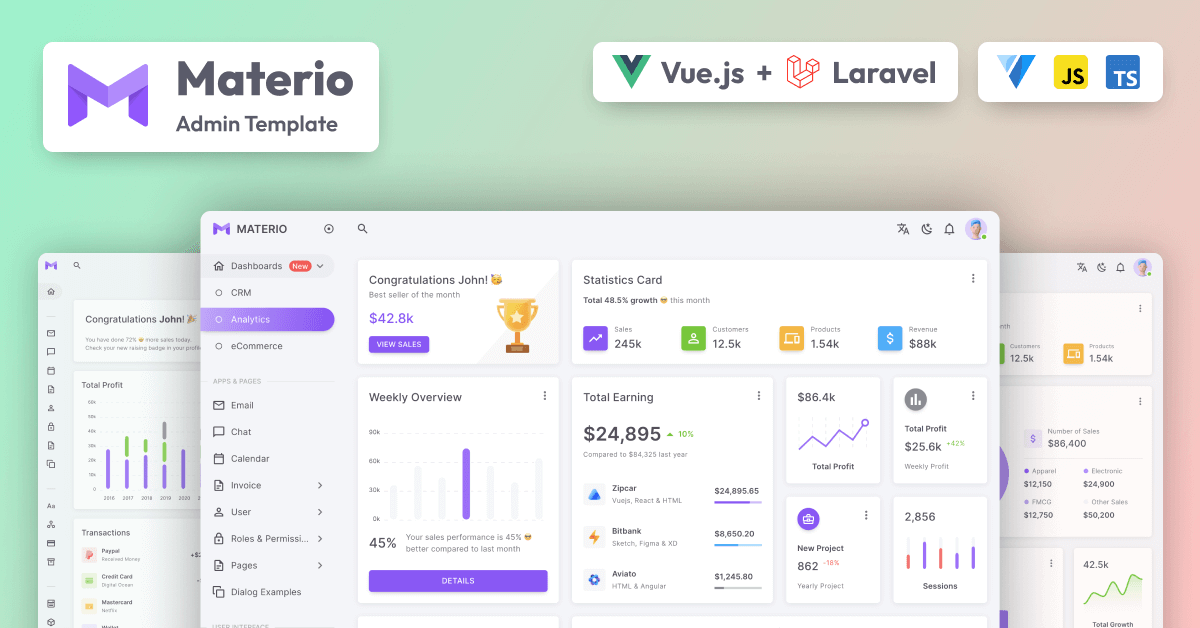 Materio
Admin Template
Vue.js + Laravel
JS
TS
MATERIO
Dashboards New
CRM
Analytics
eCommerce
APPS & PAGES
Email
Chat
Calendar
Invoice
User
Roles & Permissi...
Pages
Dialog Examples
USER INTERFACE
Congratulations John! 🥳
Best seller of the month
$42.8k
VIEW SALES
Statistics Card
Total 48.5% growth 😎 this month
Sales
245k
Customers
12.5k
Products
1.54k
Revenue
$88k
Weekly Overview
90k
60k
30k
0k
45%
Your sales performance is 45% 😎
better compared to last month
DETAILS
Total Earning
$24,895 10%
Compared to $84,325 last year
Zipcar
Vuejs, React & HTML
$24,895.65
Bitbank
Sketch, Figma & XD
$8,650.20
Aviato
HTML & Angular
$1,245.80
$86.4k
Total Profit
Total Profit
$25.6k +42%
Weekly Profit
New Project
862 -18%
Yearly Project
2,856
Sessions
Congratulations John! 🎉
You have done 72% 😎 more sales today.
Check your new raising badge in your profile
Total Profit
60k
50k
40k
30k
20k
10k
0k
2016 2017 2018 2019 2020
Transactions
Paypal
Received Money
Credit Card
Digital Ocean
Mastercard
Netflix
Wallet
Aa
Customers
12.5k
Products
1.54k
Number of Sales
$86,400
Apparel
$12,150
Electronic
$24,900
FMCG
$12,750
Other Sales
$50,200
42.5k
Total Growth